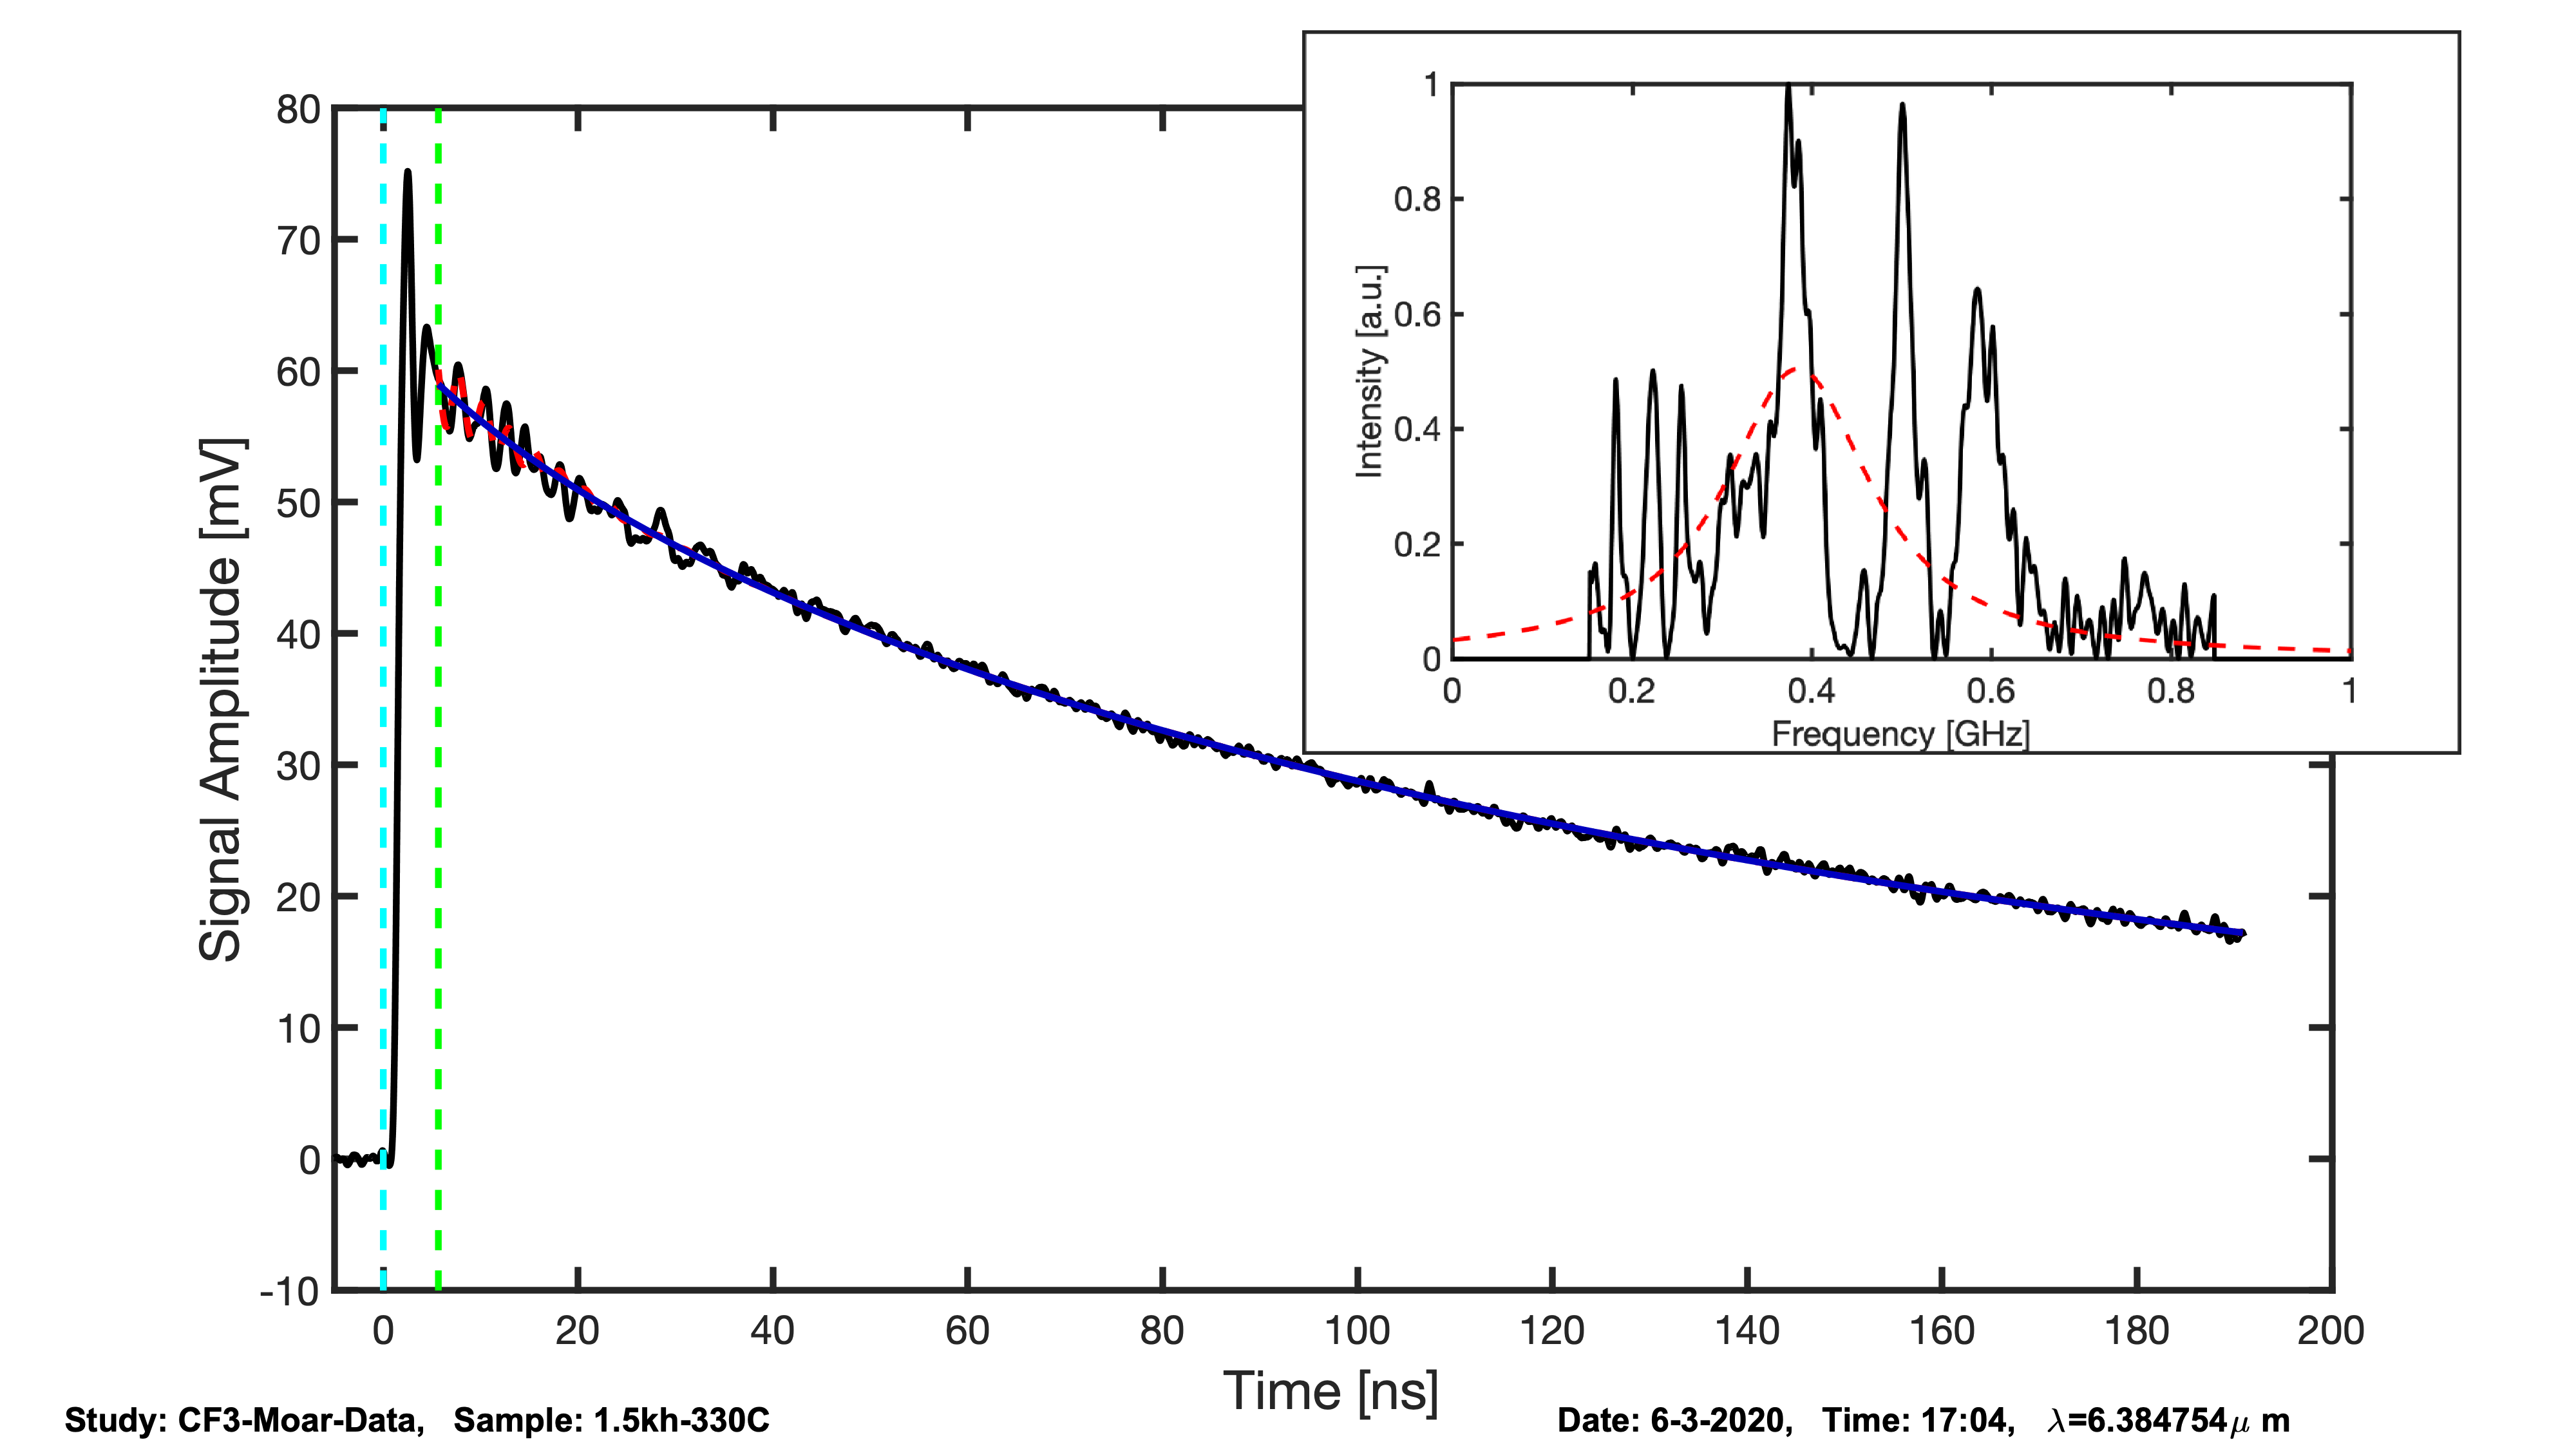 80
70
60
50
40
30
20
10
0
-10
Signal Amplitude [mV]
0 20 40 60 80 100 120 140 160 180 200
Time [ns]
1
0.8
0.6
0.4
0.2
0
Intensity [a.u.]
0 0.2 0.4 0.6 0.8 1
Frequency [GHz]
Study: CF3-Moar-Data, Sample: 1.5kh-330C
Date: 6-3-2020, Time: 17:04, λ=6.384754μ m